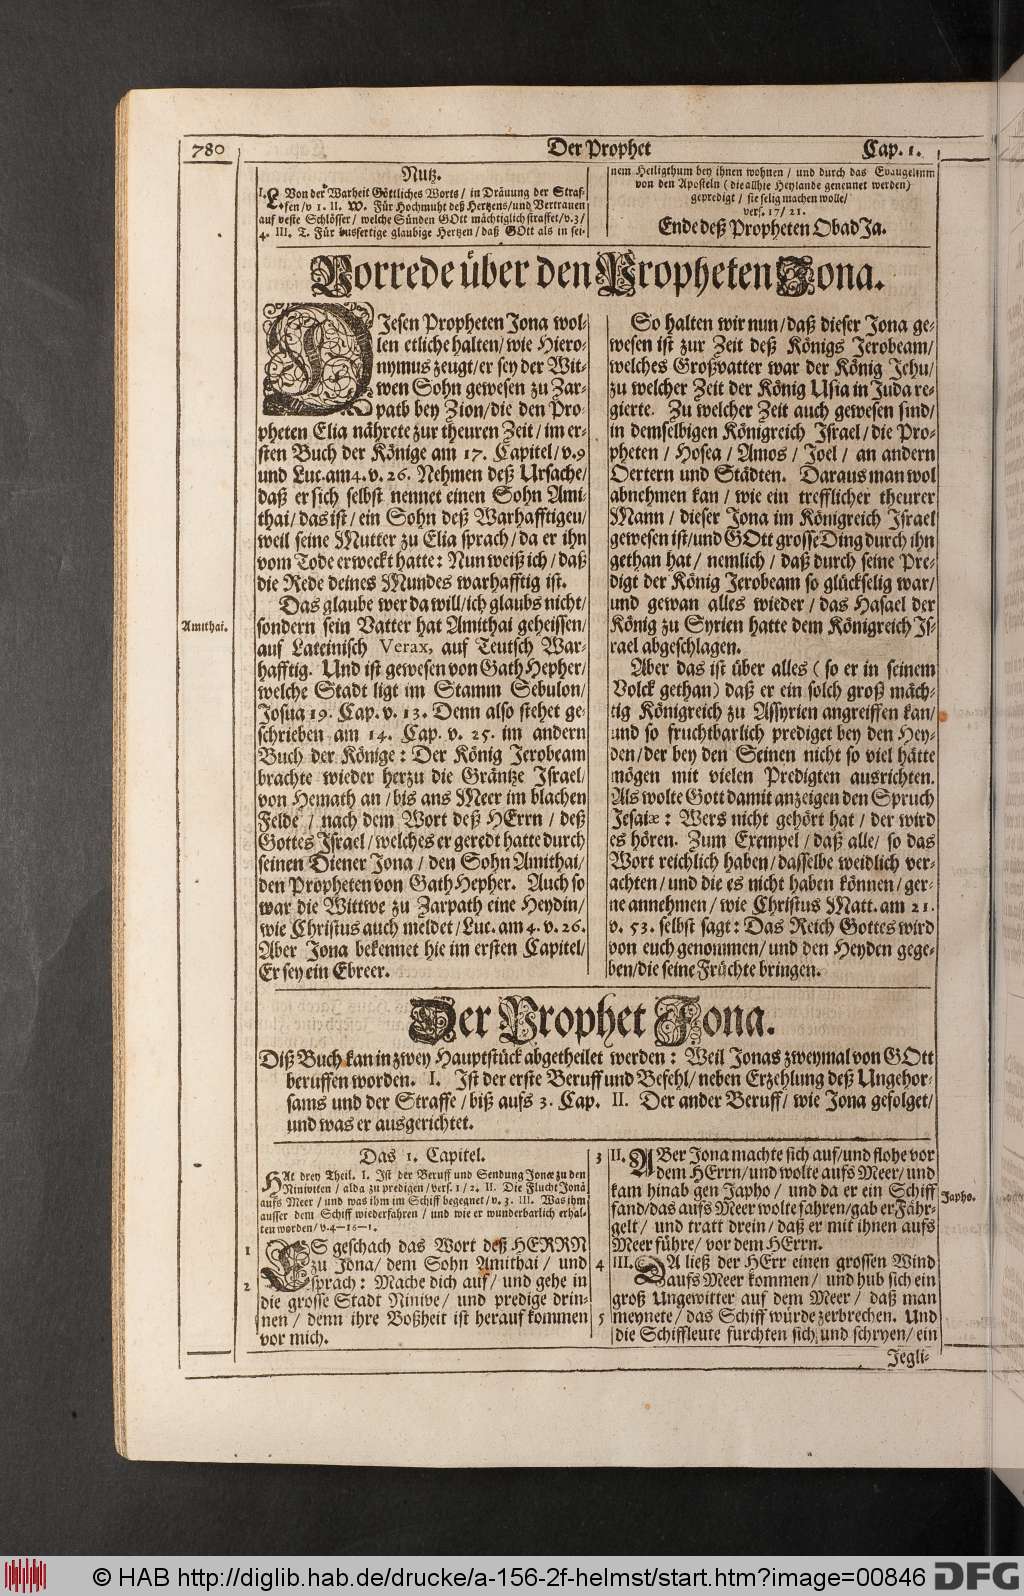 780
Der Prophet
Cap. 1.
Nutz.
I. Von der Warheit Göttliches Worts / in Dräuung der Straf-
fen / v 1. II. W. Für Hochmuht deß Hertzens / und Vertrauen
auf veste Schlösser / welche Sünden GOtt mächtiglich straffet / v. 3 /
4. III. T. Für bußfertige glaubige Hertzen / daß GOtt als in sei-
nem Heiligthum bey ihnen wohnen / und durch das Evangelium
von den Aposteln ( die allhie Heylande genennet werden )
gepredigt / sie selig machen wolle /
vers. 17 / 21.
Ende deß Propheten ObadJa.
Vorrede über den Propheten Jona.
DIesen Propheten Jona wol-
len etliche halten / wie Hiero-
nymus zeugt / er sey der Wit-
wen Sohn gewesen zu Zar-
path bey Zion / die den Pro-
pheten Elia nährete zur theuren Zeit / im er-
sten Buch der Könige am 17. Capitel / v. 9
und Luc. am 4. v. 26. Nehmen deß Ursache /
daß er sich selbst nennet einen Sohn Ami-
thai / das ist / ein Sohn deß Warhafftigen /
weil seine Mutter zu Elia sprach / da er ihn
vom Tode erweckt hatte: Nun weiß ich / daß
die Rede deines Mundes warhafftig ist.
Das glaube wer da will / ich glaubs nicht /
Amithai.
sondern sein Vatter hat Amithai geheissen /
auf Lateinisch Verax, auf Teutsch War-
hafftig. Und ist gewesen von Gath Hepher /
welche Stadt ligt im Stamm Sebulon /
Josua 19. Cap. v. 13. Denn also stehet ge-
schrieben am 14. Cap. v. 25. im andern
Buch der Könige: Der König Jerobeam
brachte wieder herzu die Gräntze Israel /
von Hemath an / bis ans Meer im blachen
Felde / nach dem Wort deß HErrn / deß
Gottes Israel / welches er geredt hatte durch
seinen Diener Jona / den Sohn Amithai /
den Propheten von Gath Hepher. Auch so
war die Wittwe zu Zarpath eine Heydin /
wie Christus auch meldet / Luc. am 4. v. 26.
Aber Jona bekennet hie im ersten Capitel /
Er sey ein Ebreer.
So halten wir nun / daß dieser Jona ge-
wesen ist zur Zeit deß Königs Jerobeam /
welches Großvatter war der König Jehu /
zu welcher Zeit der König Usia in Juda re-
gierte. Zu welcher Zeit auch gewesen sind /
in demselbigen Königreich Israel / die Pro-
pheten / Hosea / Amos / Joel / an andern
Oertern und Städten. Daraus man wol
abnehmen kan / wie ein trefflicher theurer
Mann / dieser Jona im Königreich Israel
gewesen ist / und GOtt grosse Ding durch ihn
gethan hat / nemlich / daß durch seine Pre-
digt der König Jerobeam so glückselig war /
und gewan alles wieder / das Hasael der
König zu Syrien hatte dem Königreich Is-
rael abgeschlagen.
Aber das ist über alles ( so er in seinem
Volck gethan ) daß er ein solch groß mäch-
tig Königreich zu Assyrien angreiffen kan /
und so fruchtbarlich prediget bey den Hey-
den / der bey den Seinen nicht so viel hätte
mögen mit vielen Predigten ausrichten.
Als wolte Gott damit anzeigen den Spruch
Jesaiæ: Wers nicht gehört hat / der wird
es hören. Zum Exempel / daß alle / so das
Wort reichlich haben / dasselbe weidlich ver-
achten / und die es nicht haben können / ger-
ne annehmen / wie Christus Matt. am 21.
v. 53. selbst sagt: Das Reich Gottes wird
von euch genommen / und den Heyden gege-
ben / die seine Früchte bringen.
Der Prophet Jona.
Diß Buch kan in zwey Hauptstück abgetheilet werden: Weil Jonas zweymal von GOtt
beruffen worden. I. Ist der erste Beruff und Befehl / neben Erzehlung deß Ungehor-
sams und der Straffe / biß aufs 3. Cap. II. Der ander Beruff / wie Jona gefolget /
und was er ausgerichtet.
Das 1. Capitel.
HAt drey Theil. I. Ist der Beruff und Sendung Jonæ zu den
Niniviten / alda zu predigen / vers. 1 / 2. II. Die Flucht Jonä
aufs Meer / und was ihm im Schiff begegnet / v. 3. III. Was ihm
ausser dem Schiff wiederfahren / und wie er wunderbarlich erhal-
ten worden / v. 4-16-1.
1 ES geschach das Wort deß HERRN
zu Jona / dem Sohn Amithai / und
2 sprach: Mache dich auf / und gehe in
die grosse Stadt Ninive / und predige drin-
nen / denn ihre Boßheit ist herauf kommen
vor mich.
3 II. ABer Jona machte sich auf / und flohe vor
dem HErrn / und wolte aufs Meer / und
kam hinab gen Japho / und da er ein Schiff
Japho.
fand / das aufs Meer wolte fahren / gab er Fähr-
gelt / und tratt drein / daß er mit ihnen aufs
Meer führe / vor dem HErrn.
4 III. DA ließ der HErr einen grossen Wind
aufs Meer kommen / und hub sich ein
groß Ungewitter auf dem Meer / daß man
5 meynete / das Schiff würde zerbrechen. Und
die Schiffleute furchten sich / und schryen / ein
Jegli-
© HAB http://diglib.hab.de/drucke/a-156-2f-helmst/start.htm?image=00846
DFG